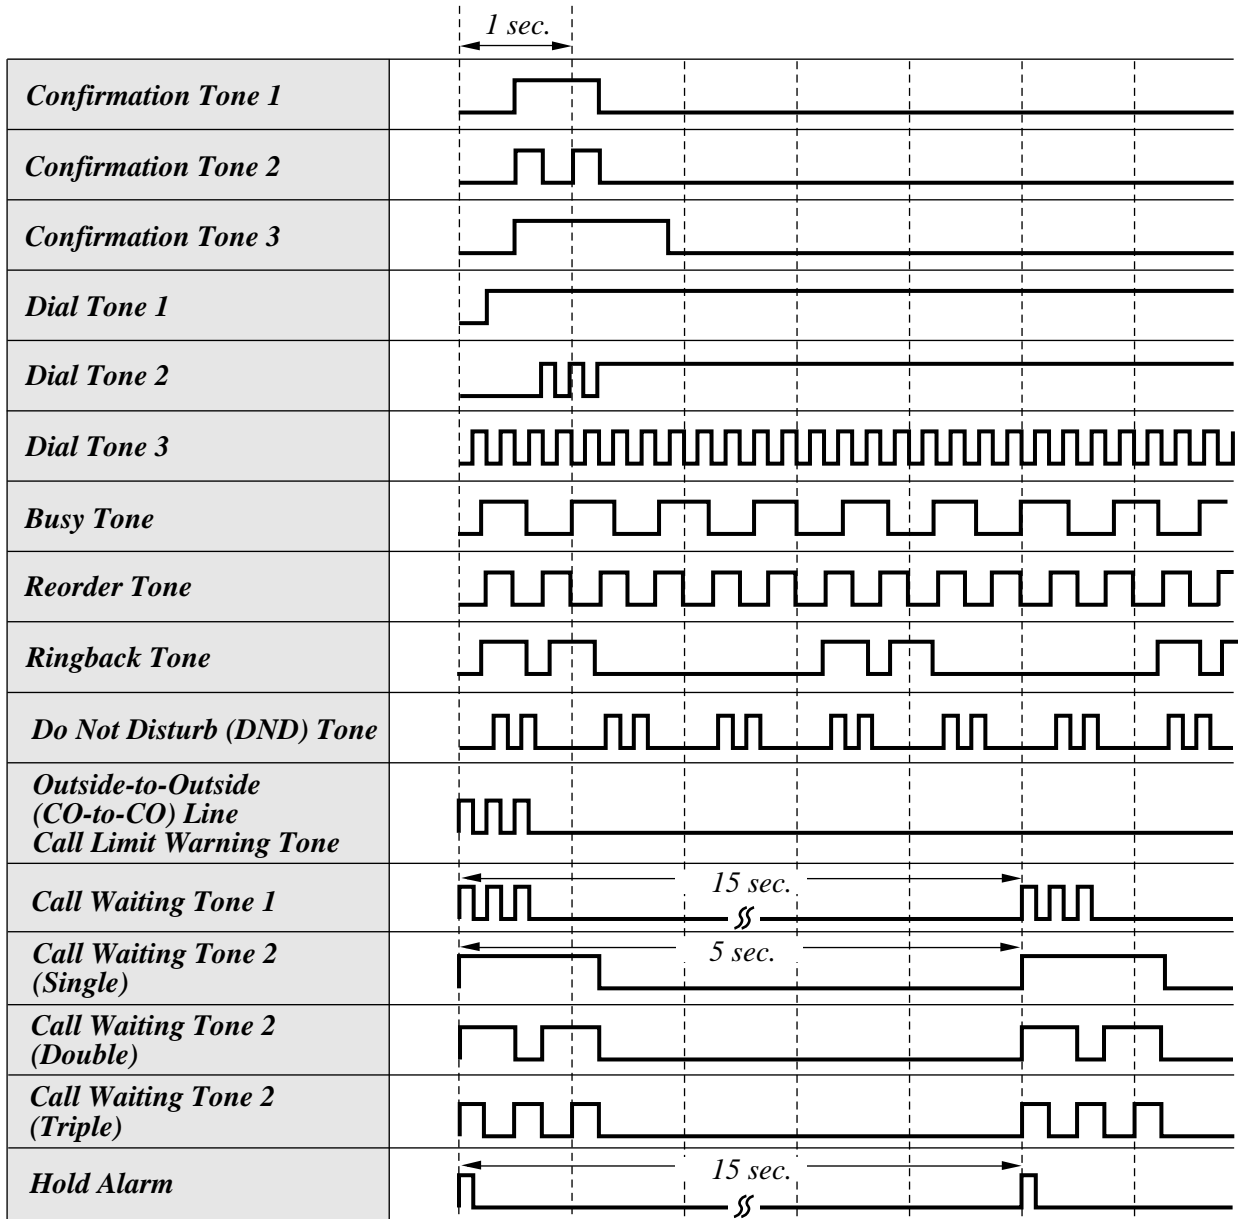 1 sec.
Confirmation Tone 1
Confirmation Tone 2
Confirmation Tone 3
Dial Tone 1
Dial Tone 2
Dial Tone 3
Busy Tone
Reorder Tone
Ringback Tone
Do Not Disturb (DND) Tone
Outside-to-Outside
(CO-to-CO) Line
Call Limit Warning Tone
Call Waiting Tone 1
15 sec.
Call Waiting Tone 2
(Single)
5 sec.
Call Waiting Tone 2
(Double)
Call Waiting Tone 2
(Triple)
Hold Alarm
15 sec.